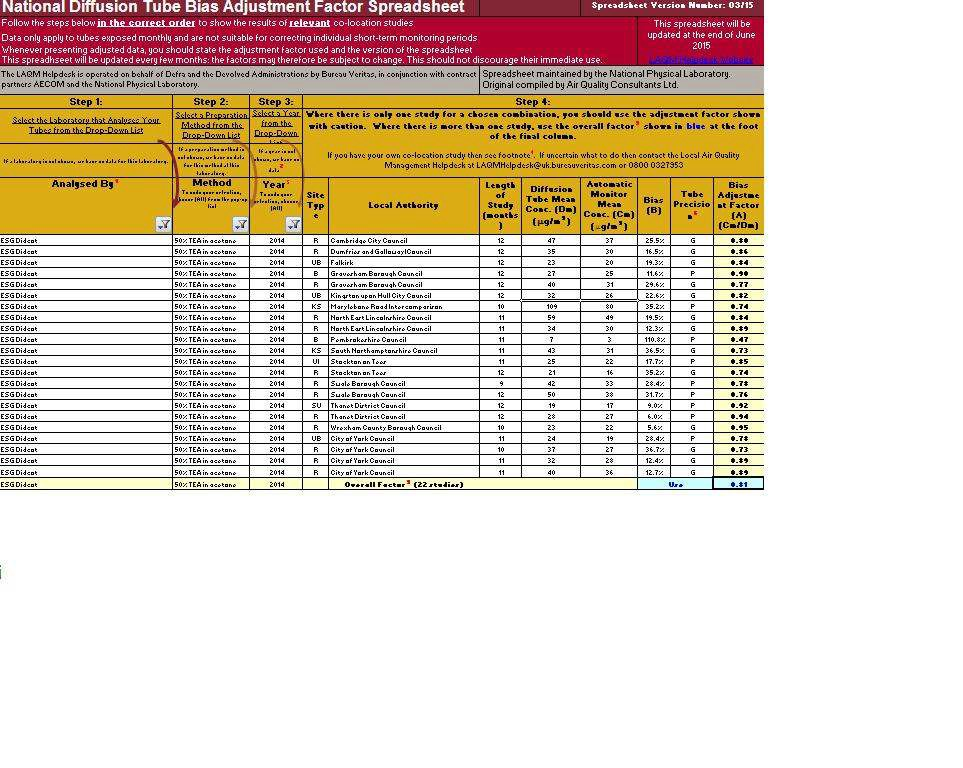 National Diffusion Tube Bias Adjustment Factor Spreadsheet
Spreadsheet Version Number: 03/15
Follow the steps below in the correct order to show the results of relevant co-location studies
Data only apply to tubes exposed monthly and are not suitable for correcting individual short-term monitoring periods
Whenever presenting adjusted data, you should state the adjustment factor used and the version of the spreadsheet
This spreadhseet will be updated every few months: the factors may therefore be subject to change. This should not discourage their immediate use.
This spreadsheet will be
updated at the end of June
2015
LAQM Helpdesk Website
The LAQM Helpdesk is operated on behalf of Defra and the Devolved Administrations by Bureau Veritas, in conjunction with contract
partners AECOM and the National Physical Laboratory.
Spreadsheet maintained by the National Physical Laboratory.
Original compiled by Air Quality Consultants Ltd.
Step 1:
Step 2:
Step 3:
Step 4:
Select the Laboratory that Analyses Your
Tubes from the Drop-Down List
Select a Preparation
Method from the
Drop-Down List
Select a Year
from the
Drop-Down
List
Where there is only one study for a chosen combination, you should use the adjustment factor shown
with caution. Where there is more than one study, use the overall factor3 shown in blue at the foot
of the final column.
If a laboratory is not shown, we have no data for this laboratory.
If a preparation method is
not shown, we have no data
for this method at this
laboratory.
If a year is not
shown, we have no
data2
If you have your own co-location study then see footnote4. If uncertain what to do then contact the Local Air Quality
Management Helpdesk at LAQMHelpdesk@uk.bureauveritas.com or 0800 0327953
Analysed By1
Method
To undo your selection,
choose (All) from the pop-up
list
Year5
To undo your
selection, choose
(All)
Site
Typ
e
Local Authority
Length
of
Study
(months
)
Diffusion
Tube Mean
Conc. (Dm)
(μg/m3)
Automatic
Monitor
Mean
Conc. (Cm)
(μg/m3)
Bias
(B)
Tube
Precisio
n6
Bias
Adjustme
nt Factor
(A)
(Cm/Dm)
ESG Didcot 50% TEA in acetone 2014 R Cambridge City Council 12 47 37 25.5% G 0.80
ESG Didcot 50% TEA in acetone 2014 R Dumfries and Galloway Council 12 35 30 16.5% G 0.86
ESG Didcot 50% TEA in acetone 2014 UB Falkirk 12 23 20 19.3% G 0.84
ESG Didcot 50% TEA in acetone 2014 B Gravesham Borough Council 12 27 25 11.6% P 0.90
ESG Didcot 50% TEA in acetone 2014 R Gravesham Borough Council 12 40 31 29.6% G 0.77
ESG Didcot 50% TEA in acetone 2014 UB Kingston upon Hull City Council 12 32 26 22.6% G 0.82
ESG Didcot 50% TEA in acetone 2014 KS Marylebone Road Intercomparison 10 109 80 35.2% P 0.74
ESG Didcot 50% TEA in acetone 2014 R North East Lincolnshire Council 11 59 49 19.5% G 0.84
ESG Didcot 50% TEA in acetone 2014 R North East Lincolnshire Council 11 34 30 12.3% G 0.89
ESG Didcot 50% TEA in acetone 2014 B Pembrokeshire Council 11 7 3 110.8% P 0.47
ESG Didcot 50% TEA in acetone 2014 KS South Northamptonshire Council 11 43 31 36.5% G 0.73
ESG Didcot 50% TEA in acetone 2014 UI Stockton on Tees 11 25 22 17.7% P 0.85
ESG Didcot 50% TEA in acetone 2014 R Stockton on Tees 12 21 16 35.2% G 0.74
ESG Didcot 50% TEA in acetone 2014 R Swale Borough Council 9 42 33 28.4% P 0.78
ESG Didcot 50% TEA in acetone 2014 R Swale Borough Council 12 50 38 31.7% P 0.76
ESG Didcot 50% TEA in acetone 2014 SU Thanet District Council 12 19 17 9.0% P 0.92
ESG Didcot 50% TEA in acetone 2014 R Thanet District Council 12 28 27 6.0% P 0.94
ESG Didcot 50% TEA in acetone 2014 R Wrexham County Borough Council 10 23 22 5.6% G 0.95
ESG Didcot 50% TEA in acetone 2014 UB City of York Council 11 24 19 28.4% P 0.78
ESG Didcot 50% TEA in acetone 2014 R City of York Council 10 37 27 36.7% G 0.73
ESG Didcot 50% TEA in acetone 2014 R City of York Council 11 32 28 12.4% G 0.89
ESG Didcot 50% TEA in acetone 2014 R City of York Council 11 40 36 12.7% G 0.89
ESG Didcot 50% TEA in acetone 2014 Overall Factor3 (22 studies) Use 0.81